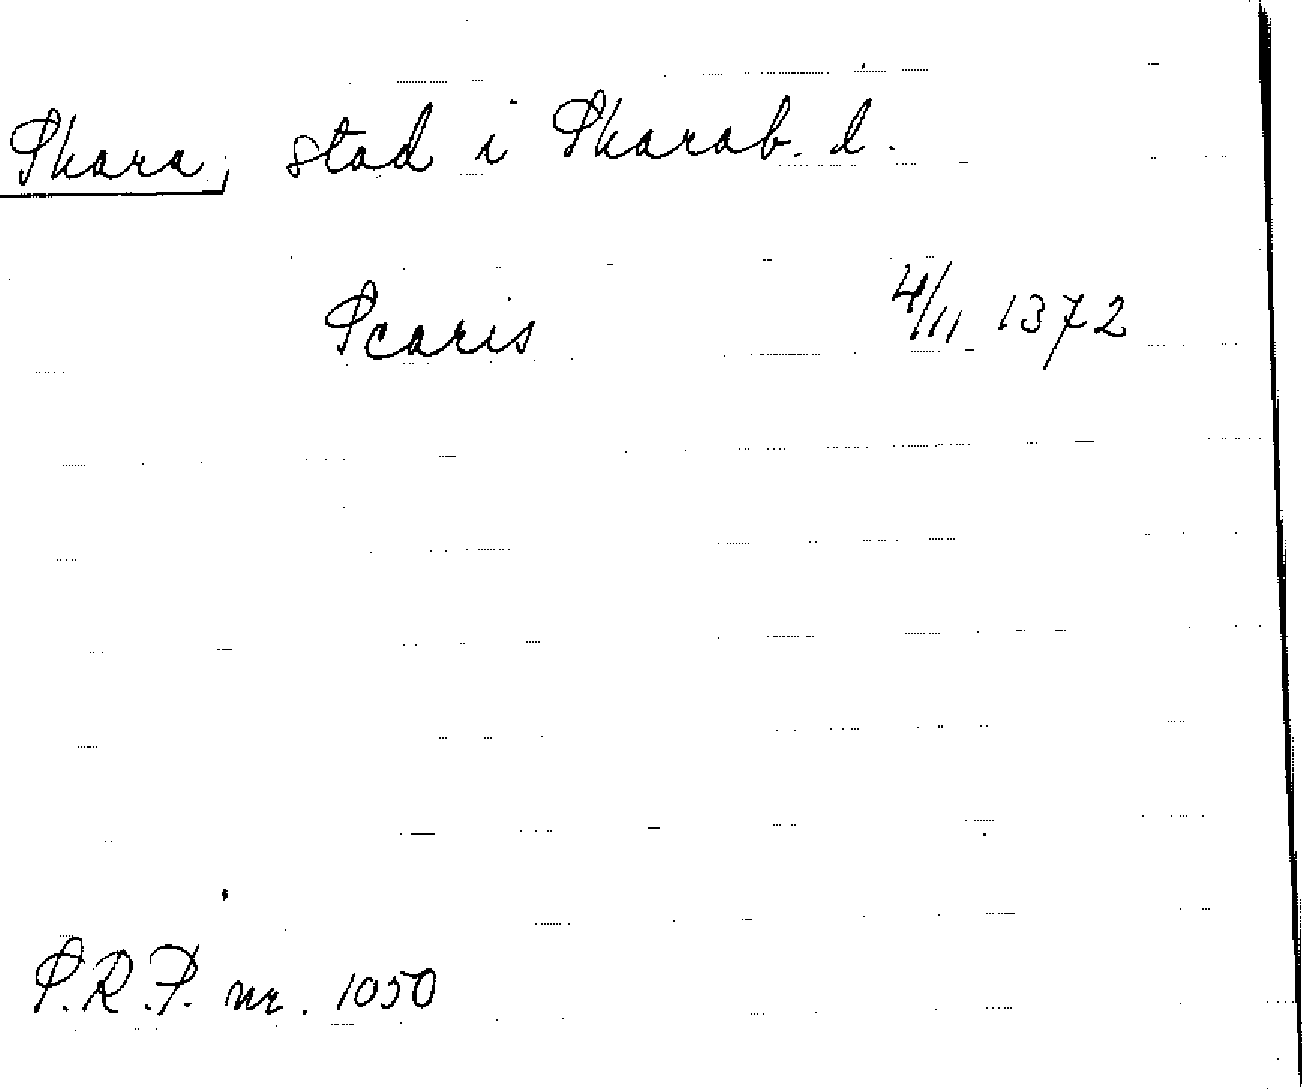 Skara, stad i Skarab. l.
Scaris 4/11 1372
S.R.P. nr. 1050